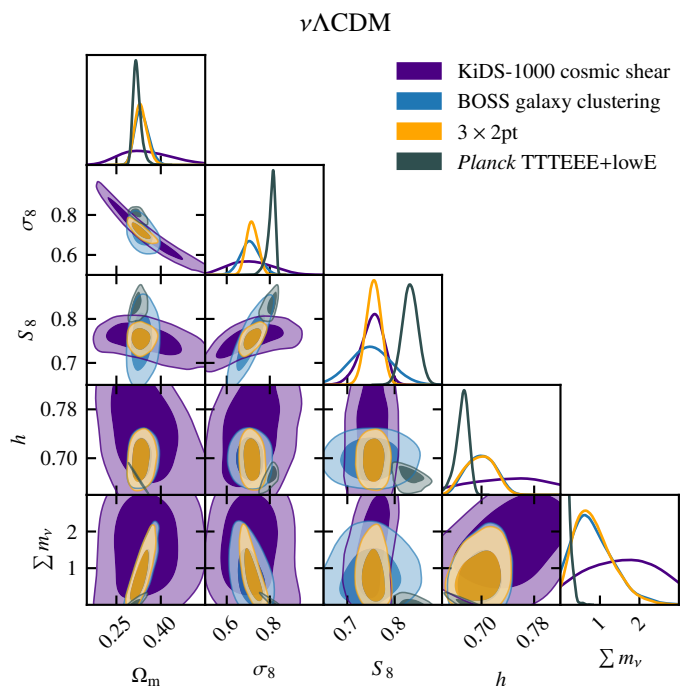 νΛCDM
KiDS-1000 cosmic shear
BOSS galaxy clustering
3 × 2pt
Planck TTTEEE+lowE
σ8
0.8
0.6
S8
0.8
0.7
h
0.78
0.70
∑ mν
2
1
0.25 0.40 0.6 0.8 0.7 0.8 0.70 0.78 1 2
Ωm σ8 S8 h ∑ mν